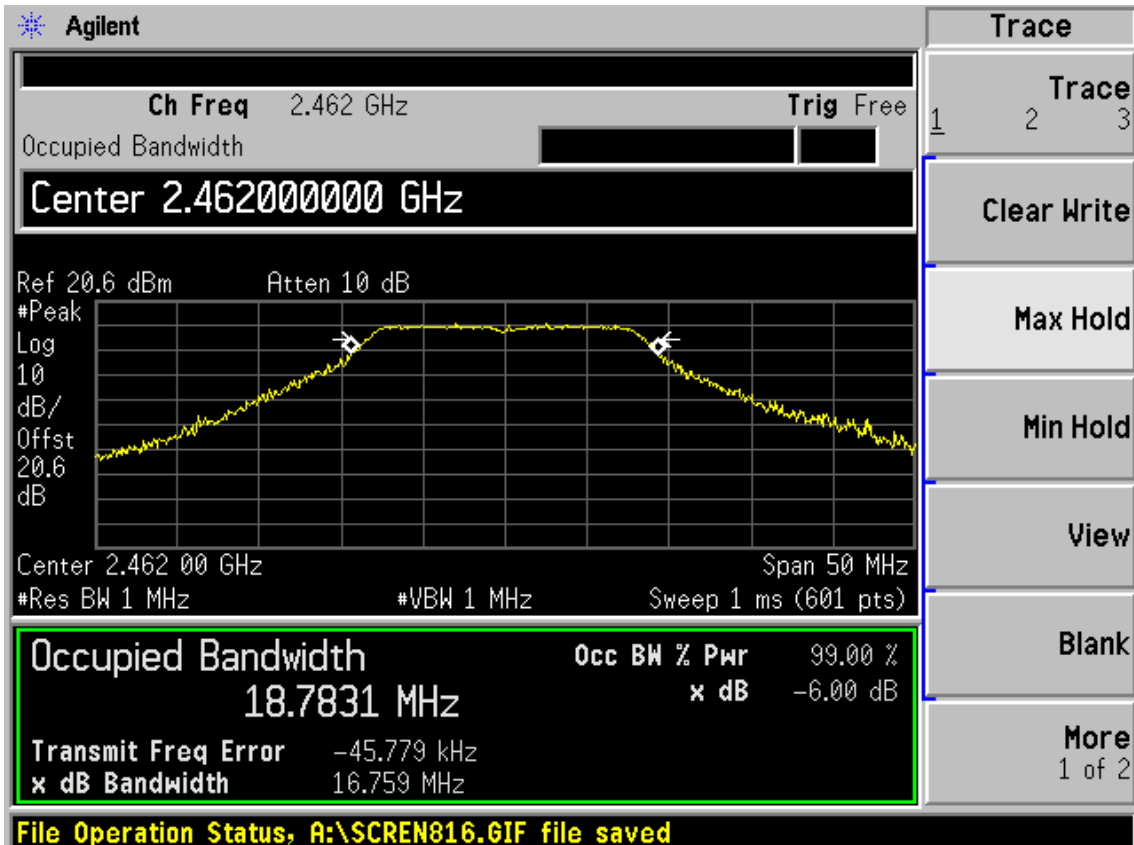 Agilent
Trace
Ch Freq 2.462 GHz Trig Free
Occupied Bandwidth
Center 2.462000000 GHz
Ref 20.6 dBm Atten 10 dB
#Peak
Log
10
dB/
Offst
20.6
dB
Center 2.462 00 GHz Span 50 MHz
#Res BW 1 MHz #VBW 1 MHz Sweep 1 ms (601 pts)
Occupied Bandwidth Occ BW % Pwr 99.00 %
18.7831 MHz x dB -6.00 dB
Transmit Freq Error -45.779 kHz
x dB Bandwidth 16.759 MHz
File Operation Status, A:\SCREN816.GIF file saved
Trace
1 2 3
Clear Write
Max Hold
Min Hold
View
Blank
More
1 of 2